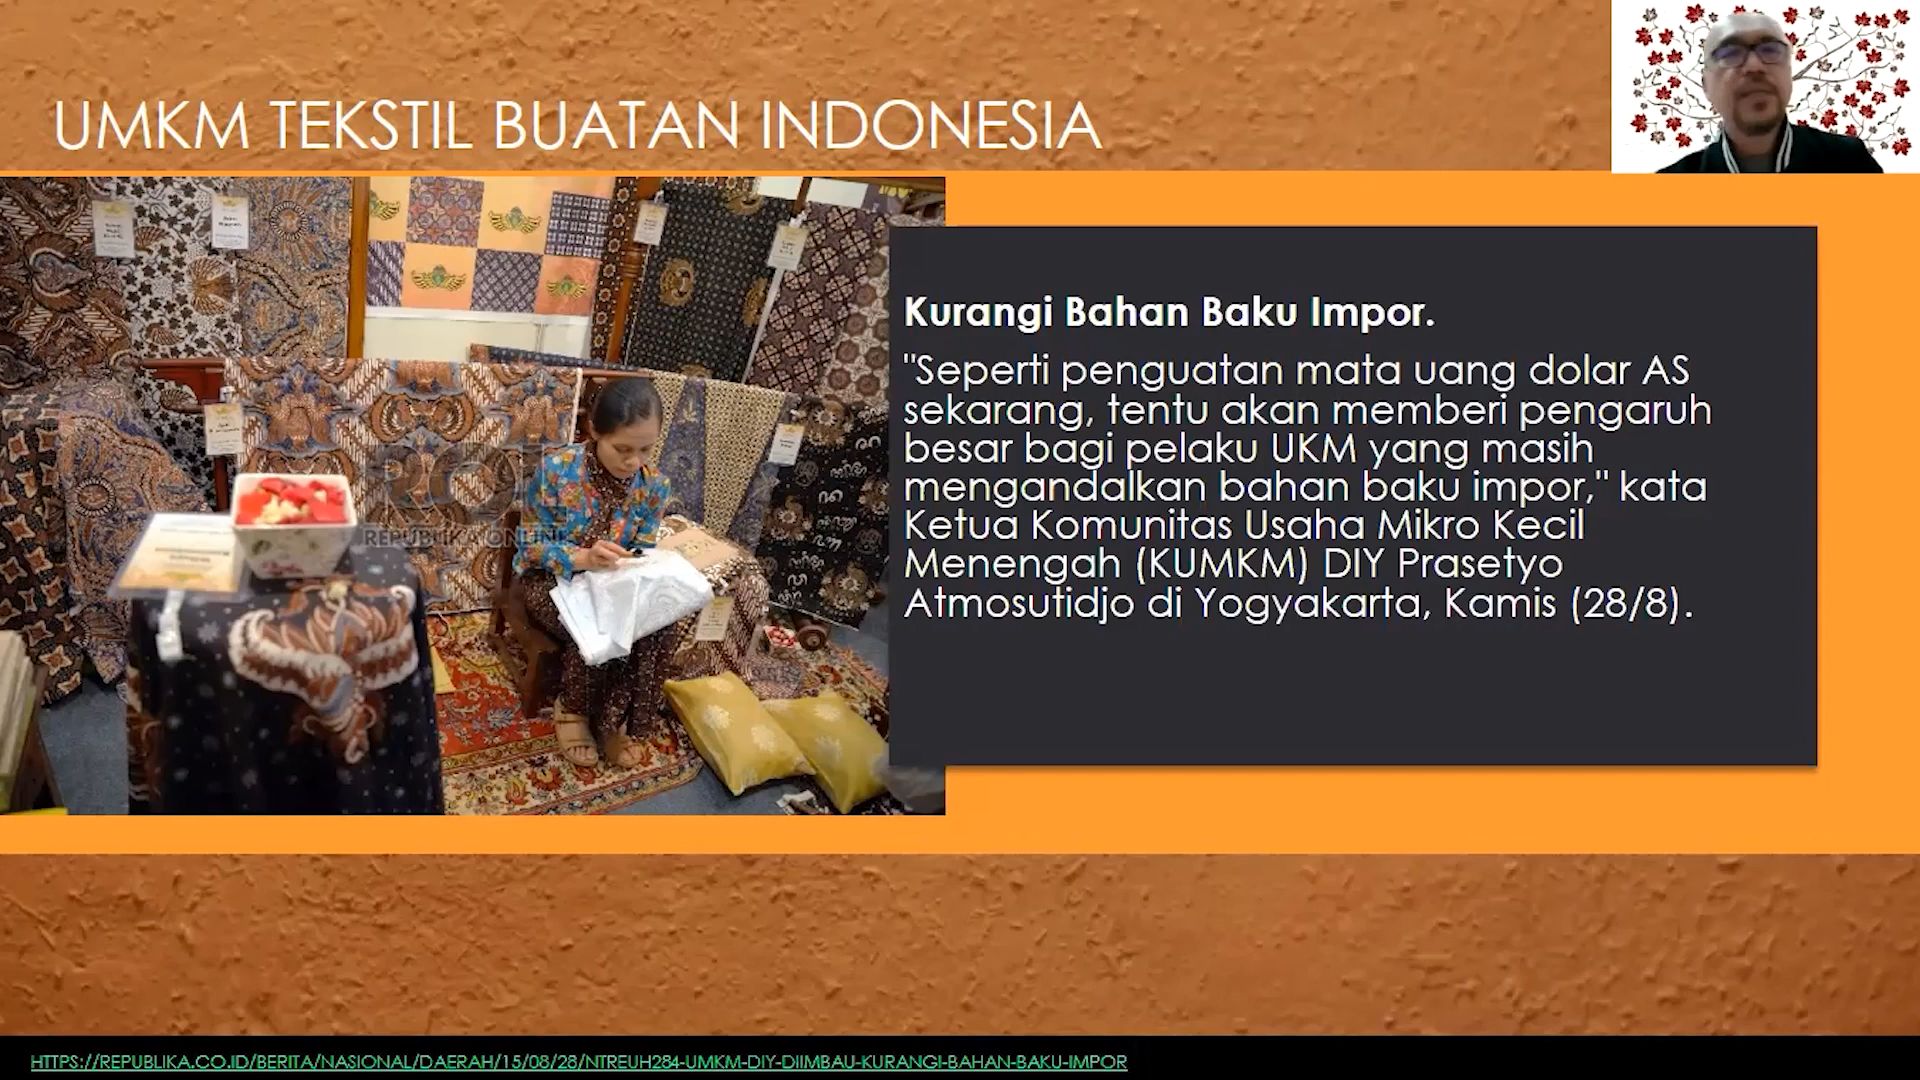 UMKM TEKSTIL BUATAN INDONESIA
REPUBLIKA ONLINE
Kurangi Bahan Baku Impor.
"Seperti penguatan mata uang dolar AS
sekarang, tentu akan memberi pengaruh
besar bagi pelaku UKM yang masih
mengandalkan bahan baku impor," kata
Ketua Komunitas Usaha Mikro Kecil
Menengah (KUMKM) DIY Prasetyo
Atmosutidjo di Yogyakarta, Kamis (28/8).
HTTPS://REPUBLIKA.CO.ID/BERITA/NASIONAL/DAERAH/15/08/28/NTREUH284-UMKM-DIY-DIIMBAU-KURANGI-BAHAN-BAKU-IMPOR